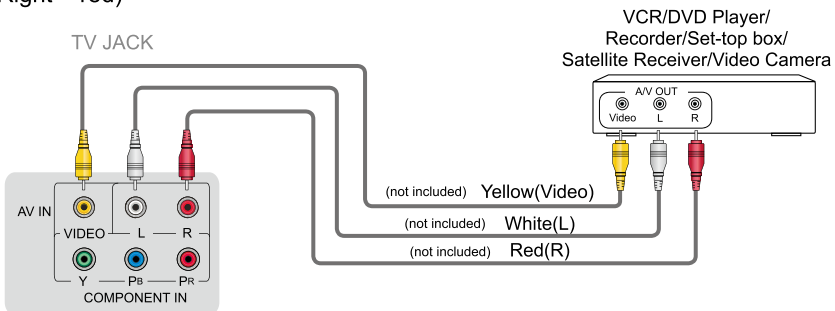 Right - red)
VCR/DVD Player/
Recorder/Set-top box/
Satellite Receiver/Video Camera
TV JACK
A/V OUT
Video L R
(not included) Yellow(Video)
(not included) White(L)
(not included) Red(R)
AV IN
VIDEO L R
Y PB PR
COMPONENT IN